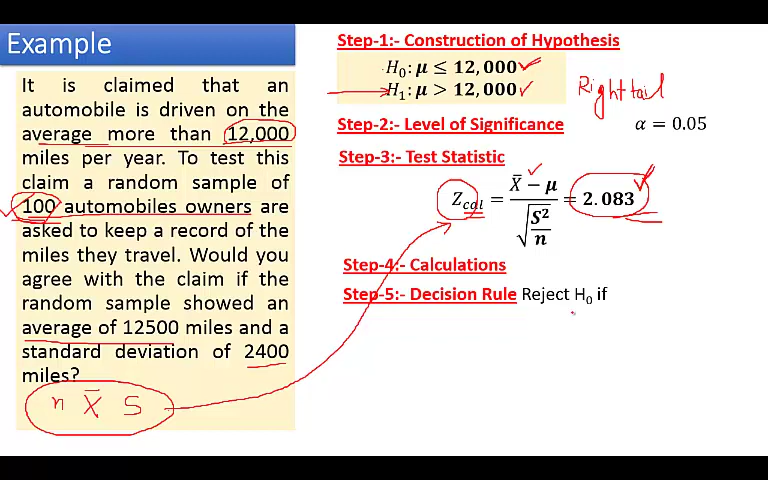 Example
It is claimed that an
automobile is driven on the
average more than 12,000
miles per year. To test this
claim a random sample of
100 automobiles owners are
asked to keep a record of the
miles they travel. Would you
agree with the claim if the
random sample showed an
average of 12500 miles and a
standard deviation of 2400
miles?
n X̄ S
Step-1:- Construction of Hypothesis
H₀: μ ≤ 12,000
H₁: μ > 12,000
Right tail
Step-2:- Level of Significance α = 0.05
Step-3:- Test Statistic
Z_cal = (X̄ − μ) / √(S²/n) = 2.083
Step-4:- Calculations
Step-5:- Decision Rule Reject H₀ if